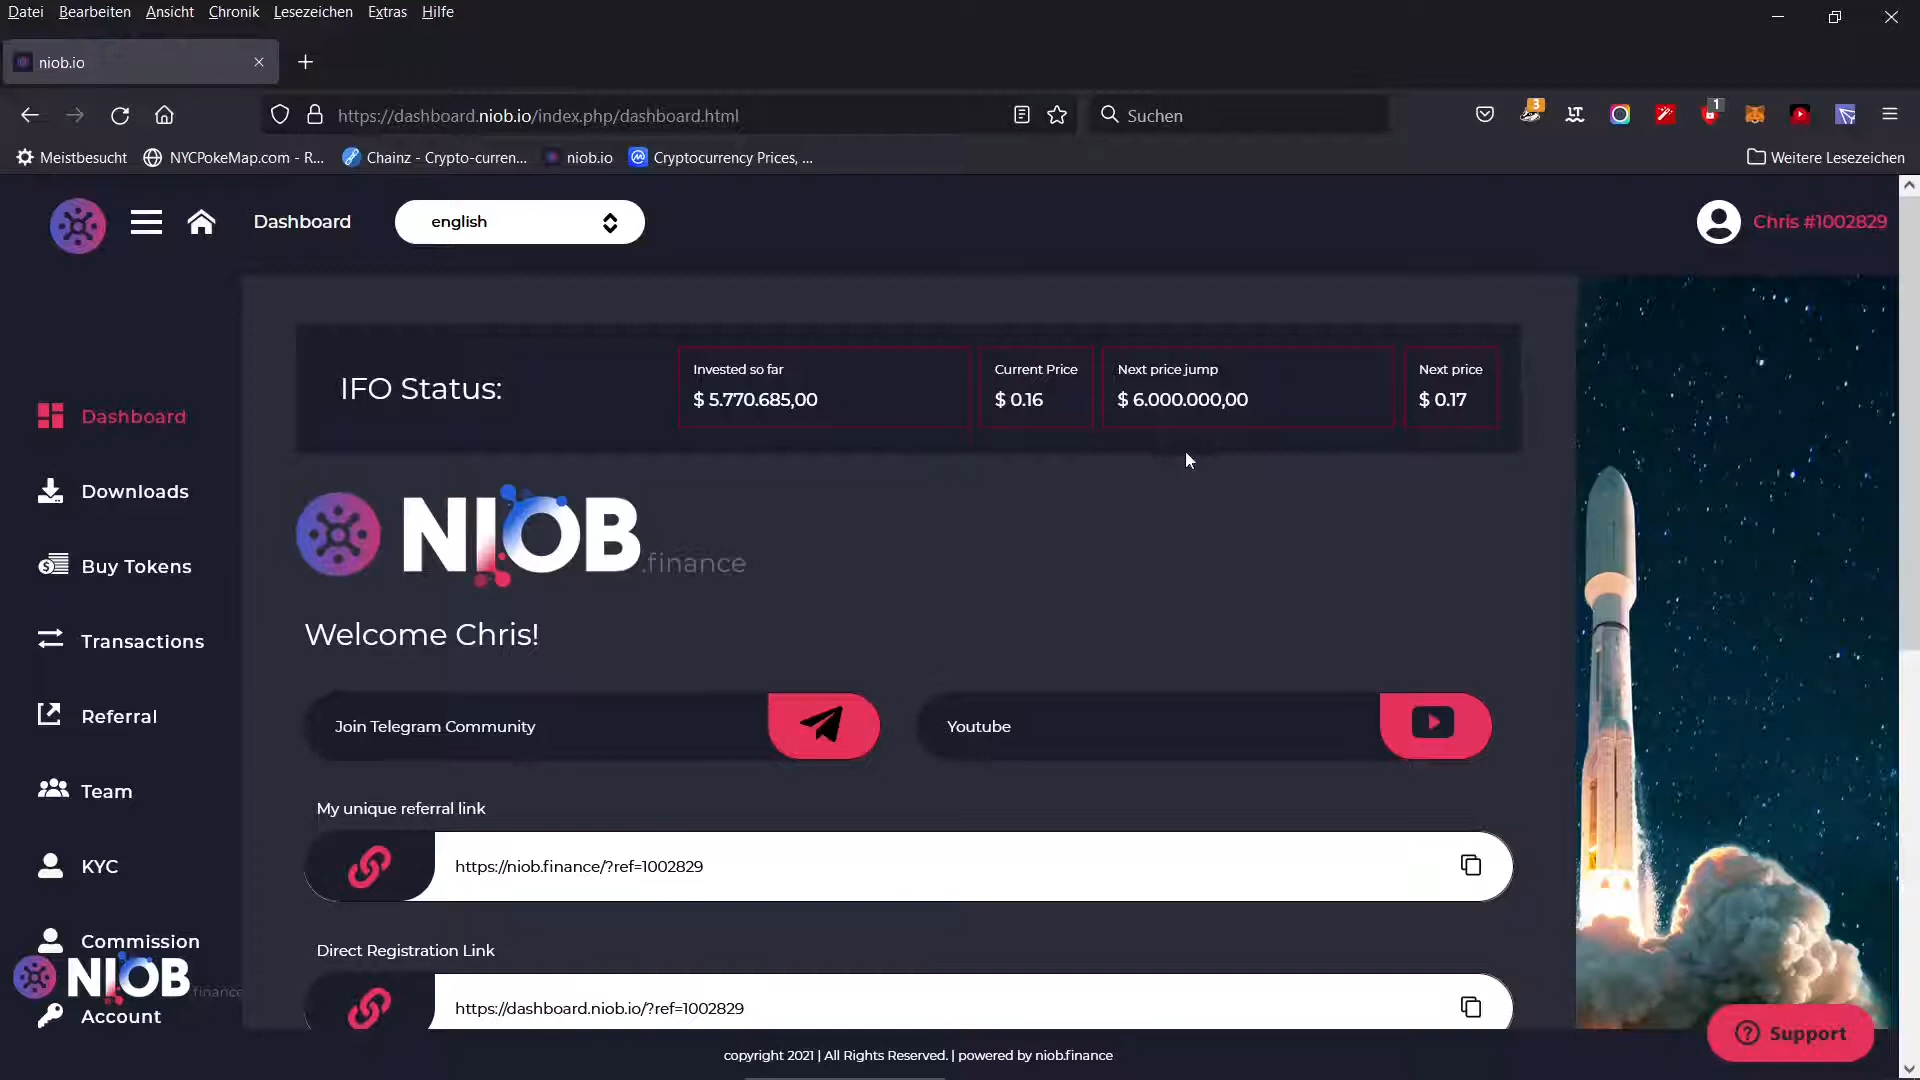 Datei Bearbeiten Ansicht Chronik Lesezeichen Extras Hilfe
niob.io
https://dashboard.niob.io/index.php/dashboard.html
Suchen
3
1
Meistbesucht
NYCPokeMap.com - R...
Chainz - Crypto-curren...
niob.io
Cryptocurrency Prices, ...
Weitere Lesezeichen
Dashboard
english
Chris #1002829
IFO Status:
Invested so far
$ 5.770.685,00
Current Price
$ 0.16
Next price jump
$ 6.000.000,00
Next price
$ 0.17
Dashboard
Downloads
Buy Tokens
Transactions
Referral
Team
KYC
Commission
NIOB finance
Account
NIOB .finance
Welcome Chris!
Join Telegram Community
Youtube
My unique referral link
https://niob.finance/?ref=1002829
Direct Registration Link
https://dashboard.niob.io/?ref=1002829
Support
copyright 2021 | All Rights Reserved. | powered by niob.finance